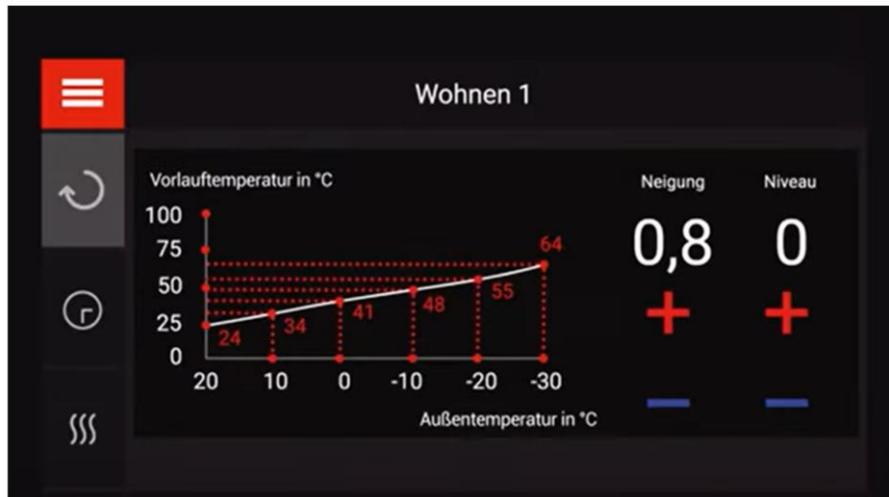 Wohnen 1
Vorlauftemperatur in °C
100
75
50
25
0
24
34
41
48
55
64
20 10 0 -10 -20 -30
Außentemperatur in °C
Neigung
0,8
+
−
Niveau
0
+
−